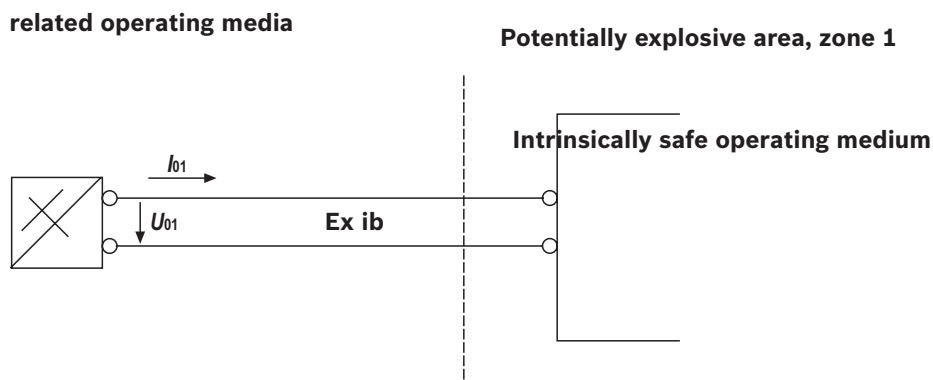 related operating media
Potentially explosive area, zone 1
Intrinsically safe operating medium
I01
U01
Ex ib